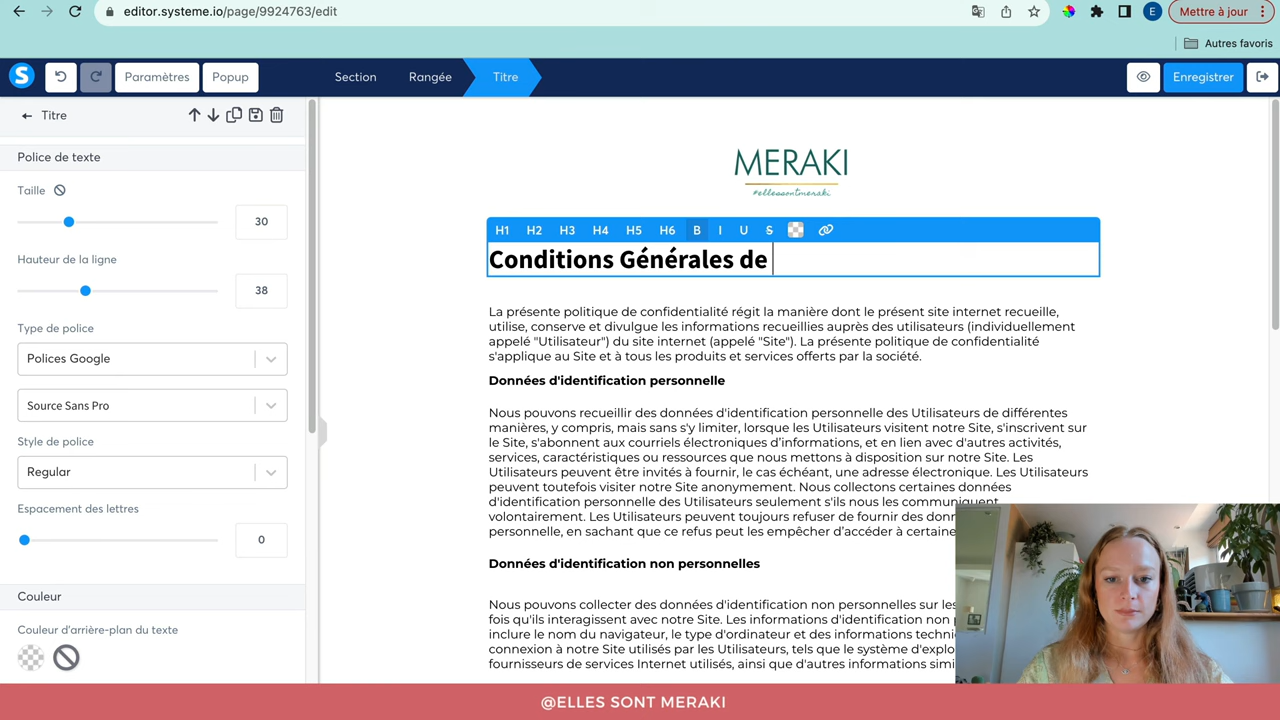 editor.systeme.io/page/9924763/edit
E
Mettre à jour
Autres favoris
S
Paramètres
Popup
Section
Rangée
Titre
Enregistrer
Titre
Police de texte
Taille
30
Hauteur de la ligne
38
Type de police
Polices Google
Source Sans Pro
Style de police
Regular
Espacement des lettres
0
Couleur
Couleur d'arrière-plan du texte
MERAKI
#ellessontmeraki
H1 H2 H3 H4 H5 H6 B I U S
Conditions Générales de
La présente politique de confidentialité régit la manière dont le présent site internet recueille,
utilise, conserve et divulgue les informations recueillies auprès des utilisateurs (individuellement
appelé "Utilisateur") du site internet (appelé "Site"). La présente politique de confidentialité
s'applique au Site et à tous les produits et services offerts par la société.
Données d'identification personnelle
Nous pouvons recueillir des données d'identification personnelle des Utilisateurs de différentes
manières, y compris, mais sans s'y limiter, lorsque les Utilisateurs visitent notre Site, s'inscrivent sur
le Site, s'abonnent aux courriels électroniques d'informations, et en lien avec d'autres activités,
services, caractéristiques ou ressources que nous mettons à disposition sur notre Site. Les
Utilisateurs peuvent être invités à fournir, le cas échéant, une adresse électronique. Les Utilisateurs
peuvent toutefois visiter notre Site anonymement. Nous collectons certaines données
d'identification personnelle des Utilisateurs seulement s'ils nous les communiquent
volontairement. Les Utilisateurs peuvent toujours refuser de fournir des donn
personnelle, en sachant que ce refus peut les empêcher d'accéder à certaine
Données d'identification non personnelles
Nous pouvons collecter des données d'identification non personnelles sur les
fois qu'ils interagissent avec notre Site. Les informations d'identification non p
inclure le nom du navigateur, le type d'ordinateur et des informations techni
connexion à notre Site utilisés par les Utilisateurs, tels que le système d'explo
fournisseurs de services Internet utilisés, ainsi que d'autres informations simi
@ELLES SONT MERAKI